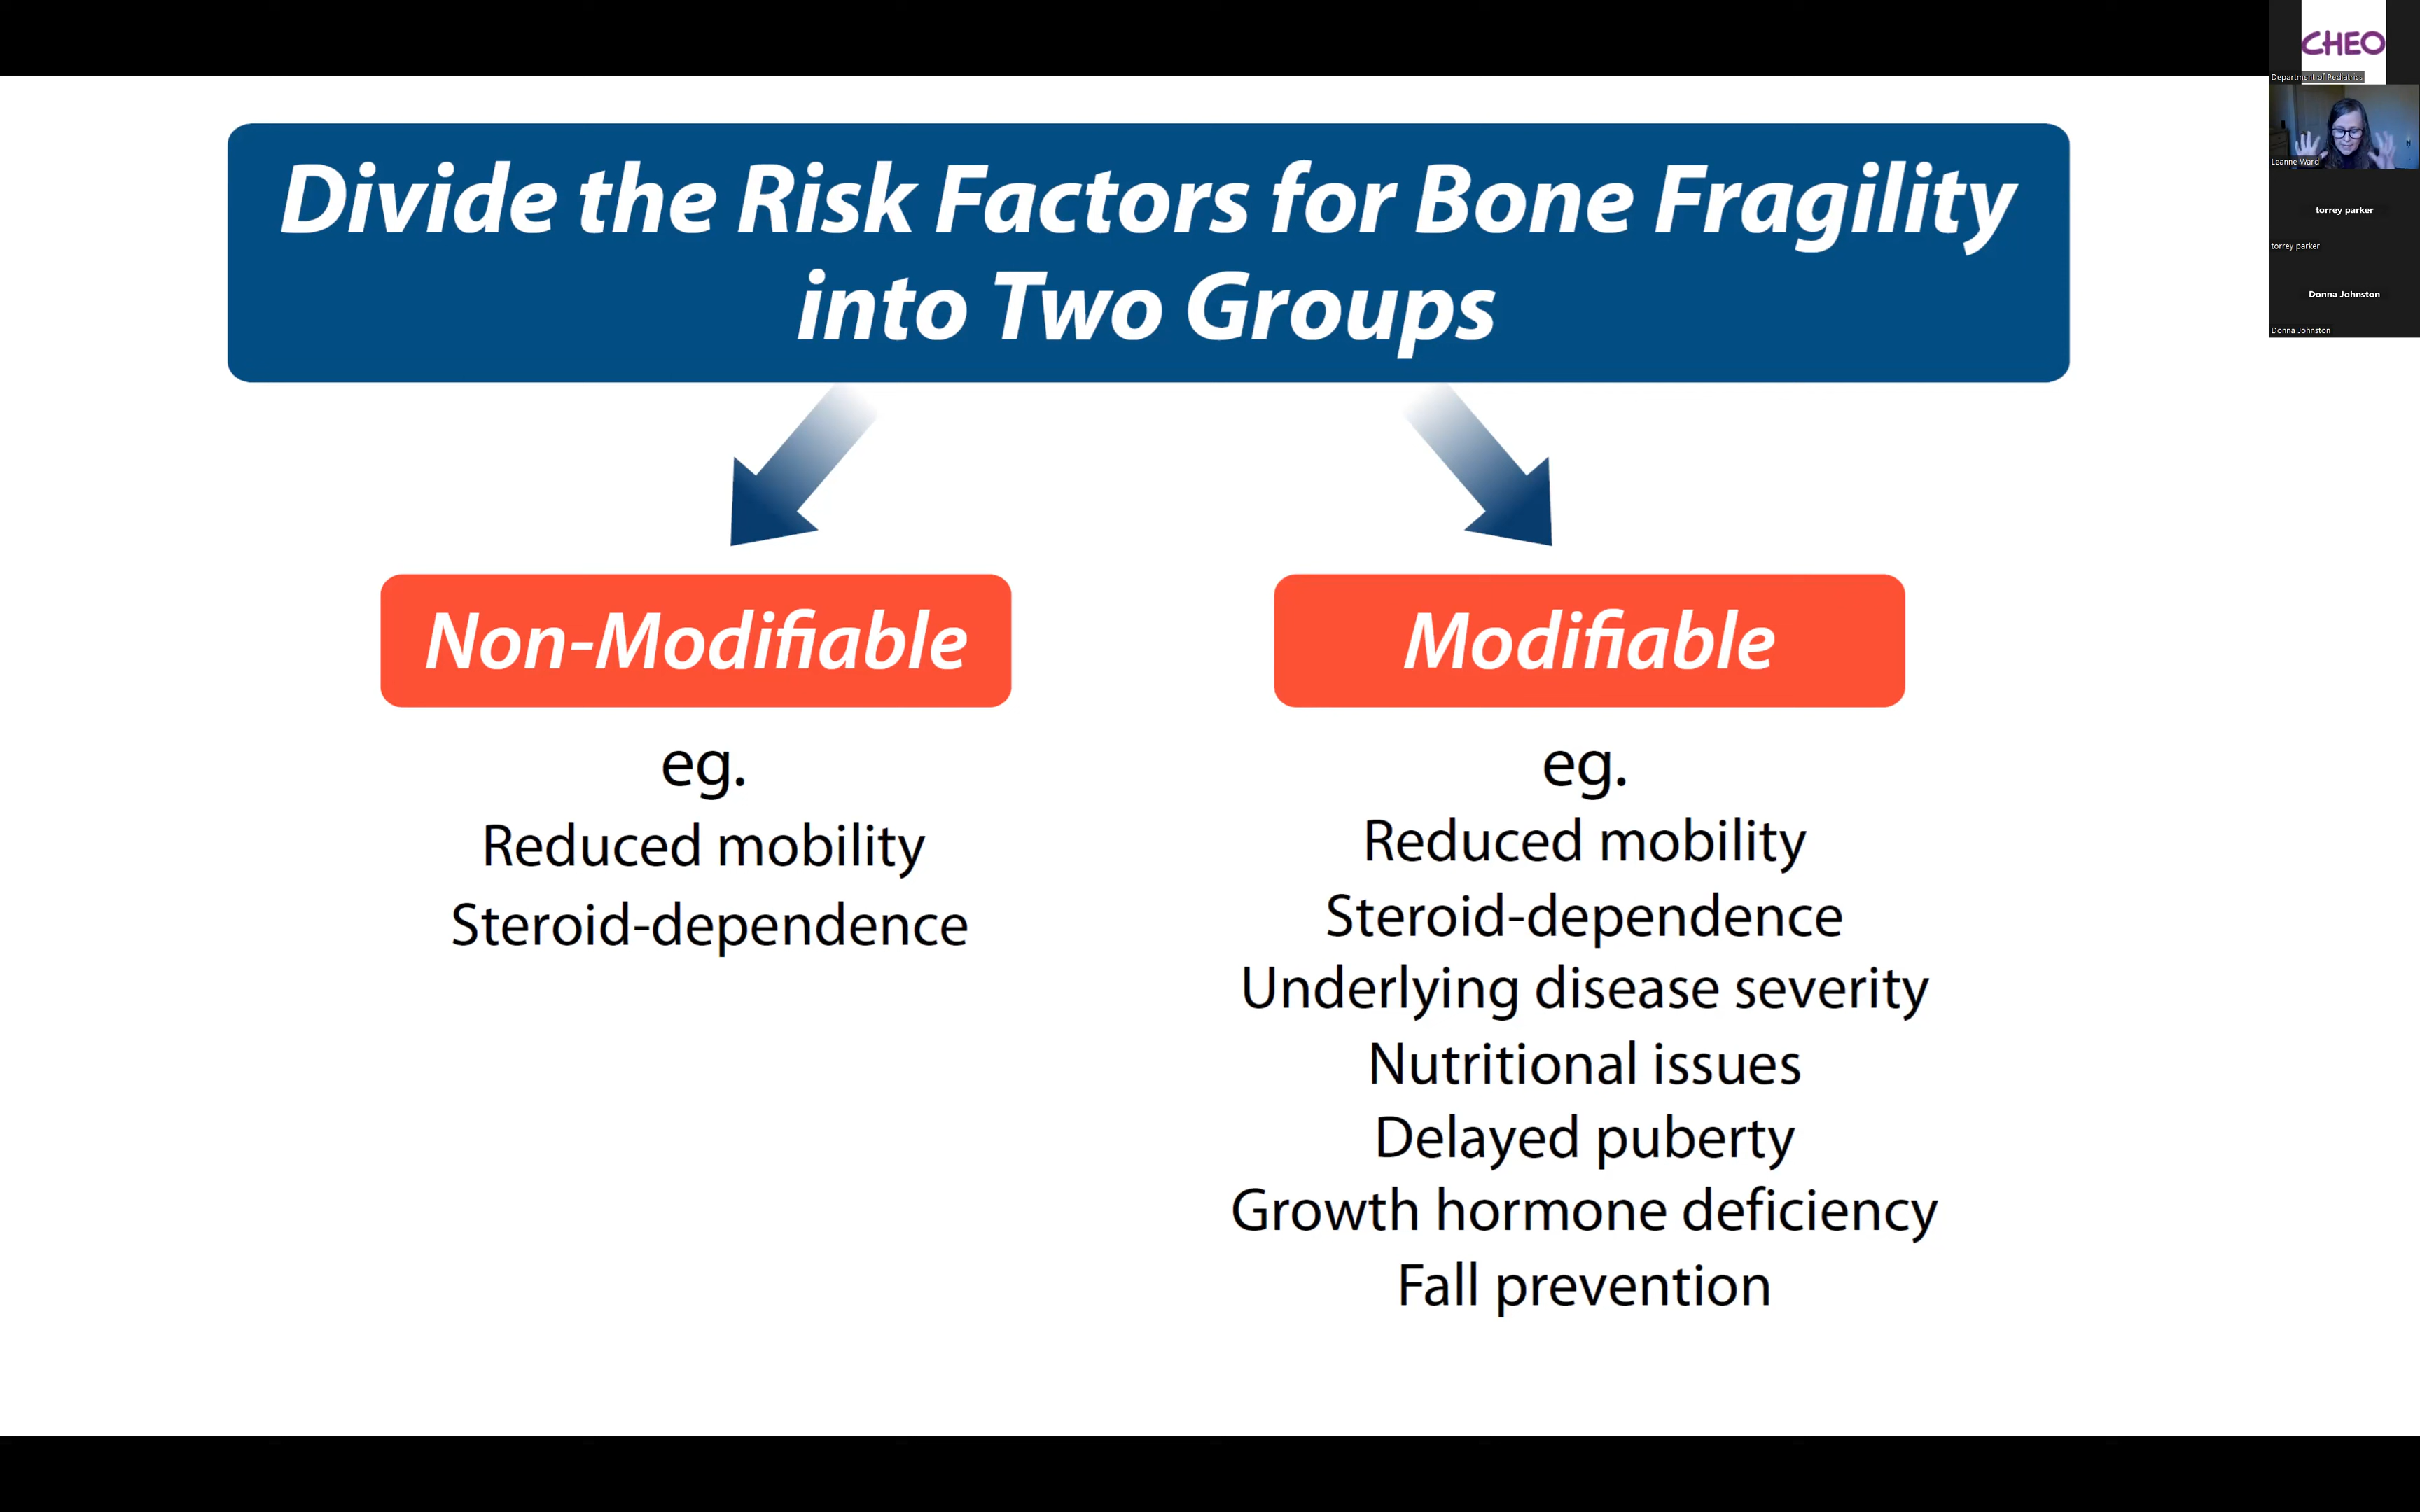 Divide the Risk Factors for Bone Fragility
into Two Groups
Non-Modifiable
eg.
Reduced mobility
Steroid-dependence
Modifiable
eg.
Reduced mobility
Steroid-dependence
Underlying disease severity
Nutritional issues
Delayed puberty
Growth hormone deficiency
Fall prevention
CHEO
Department of Pediatrics
Leanne Ward
torrey parker
torrey parker
Donna Johnston
Donna Johnston